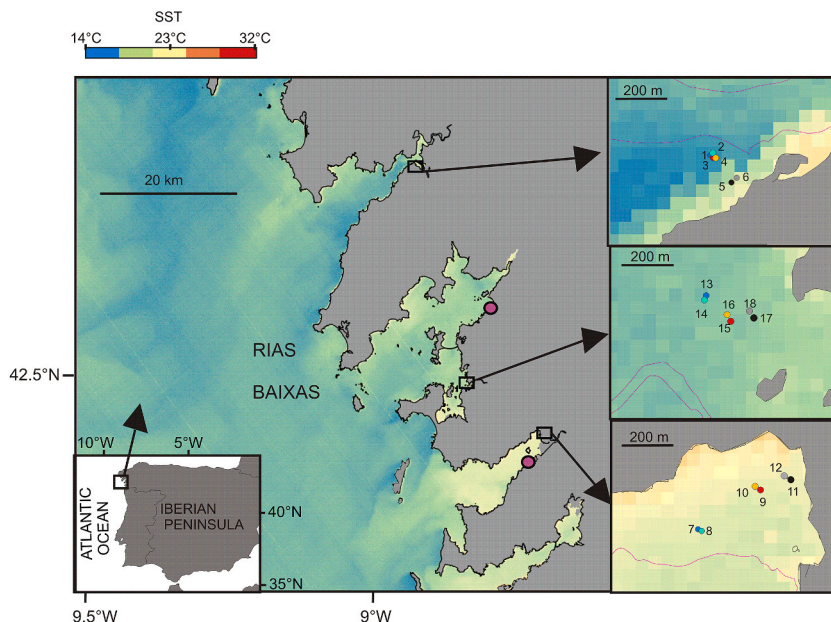 SST
14°C 23°C 32°C
20 km
200 m
1 2
3 4
5 6
200 m
13
14
16 18
15 17
RIAS
BAIXAS
42.5°N
200 m
12
10 9 11
7 8
10°W 5°W
ATLANTIC
OCEAN
IBERIAN
PENINSULA
40°N
35°N
9.5°W 9°W